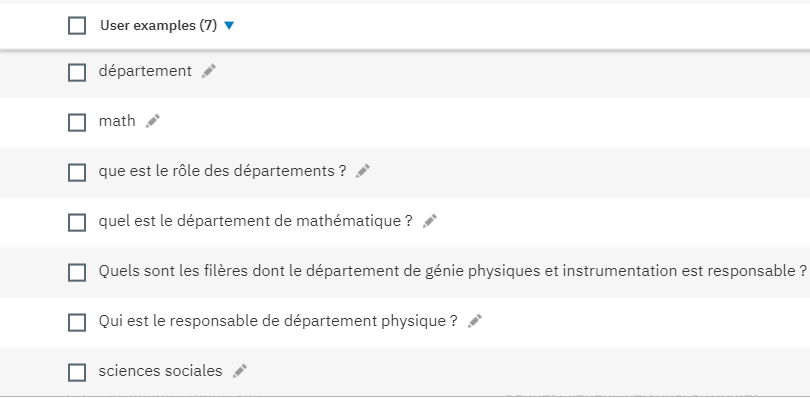 User examples (7)
département
math
que est le rôle des départements ?
quel est le département de mathématique ?
Quels sont les filères dont le département de génie physiques et instrumentation est responsable ?
Qui est le responsable de département physique ?
sciences sociales